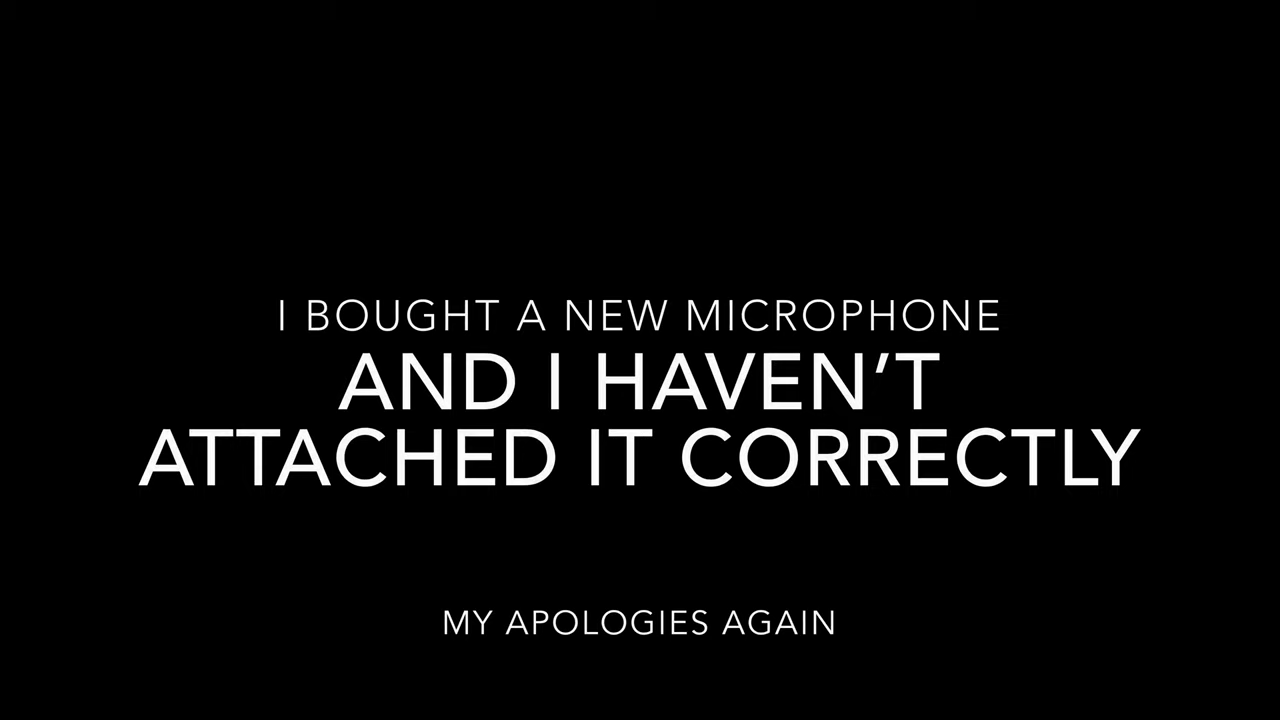 I BOUGHT A NEW MICROPHONE
AND I HAVEN’T
ATTACHED IT CORRECTLY
MY APOLOGIES AGAIN